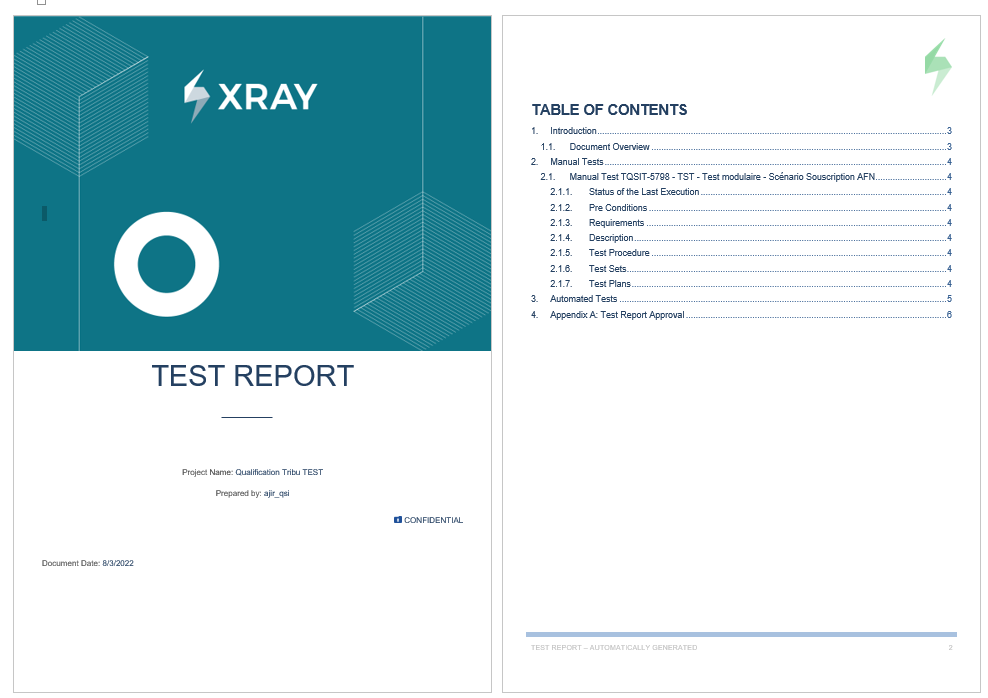 XRAY
TEST REPORT
Project Name: Qualification Tribu TEST
Prepared by: ajir_qsi
CONFIDENTIAL
Document Date: 8/3/2022
TABLE OF CONTENTS
1. Introduction 3
1.1. Document Overview 3
2. Manual Tests 4
2.1. Manual Test TQSIT-5798 - TST - Test modulaire - Scénario Souscription AFN 4
2.1.1. Status of the Last Execution 4
2.1.2. Pre Conditions 4
2.1.3. Requirements 4
2.1.4. Description 4
2.1.5. Test Procedure 4
2.1.6. Test Sets 4
2.1.7. Test Plans 4
3. Automated Tests 5
4. Appendix A: Test Report Approval 6
TEST REPORT – AUTOMATICALLY GENERATED 2